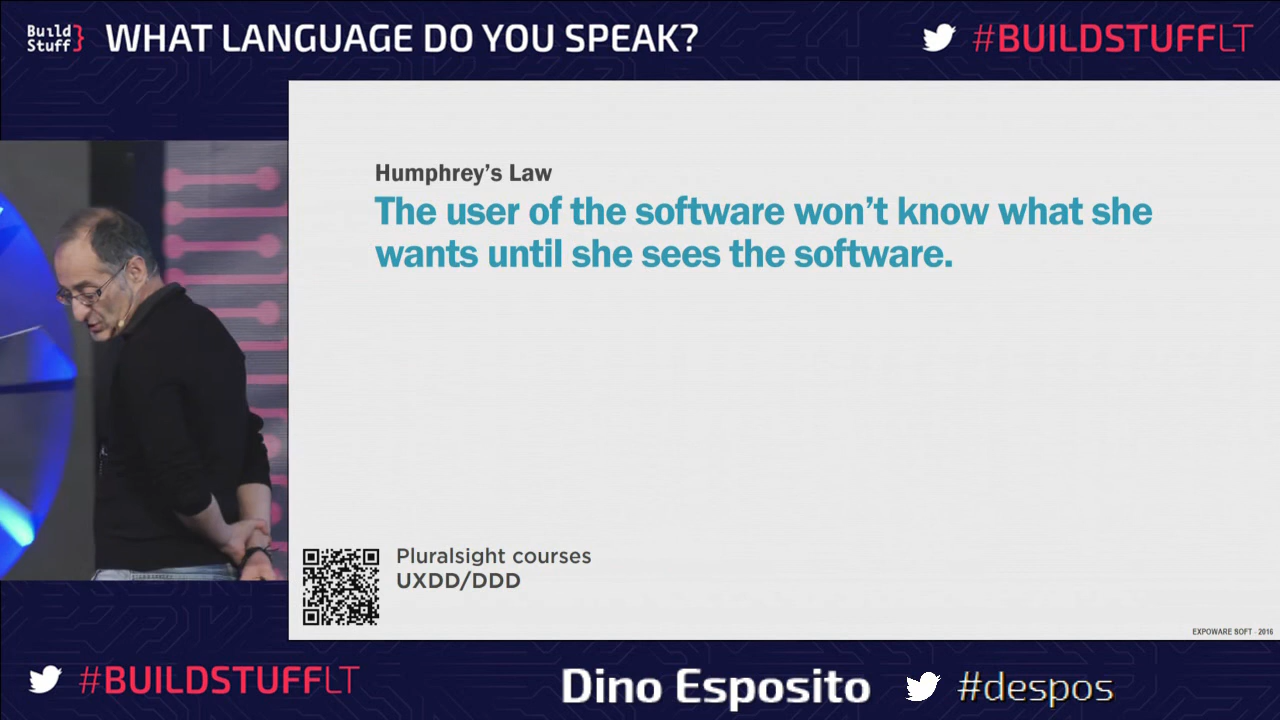 Build
Stuff}
WHAT LANGUAGE DO YOU SPEAK?
#BUILDSTUFFLT
Humphrey's Law
The user of the software won't know what she
wants until she sees the software.
Pluralsight courses
UXDD/DDD
EXPOWARE SOFT - 2016
#BUILDSTUFFLT
Dino Esposito
#despos